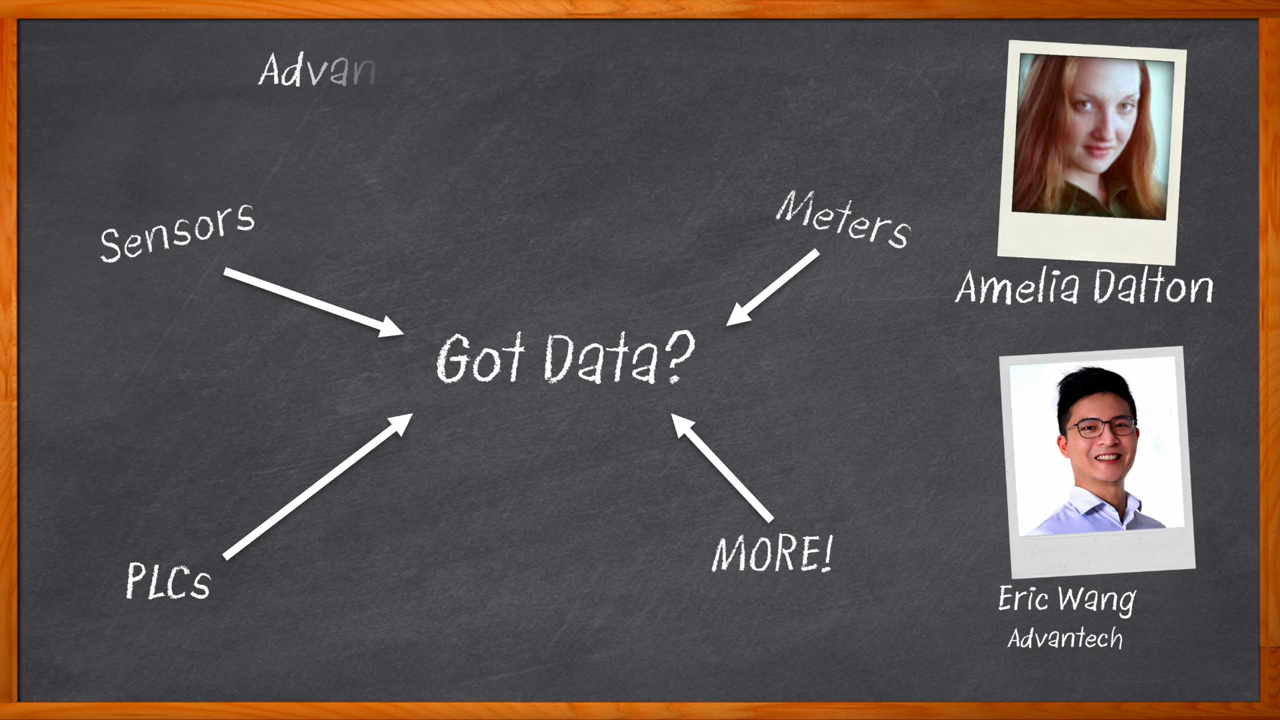 Advan
Sensors
Meters
Got Data?
PLCs
MORE!
Amelia Dalton
Eric Wang
Advantech